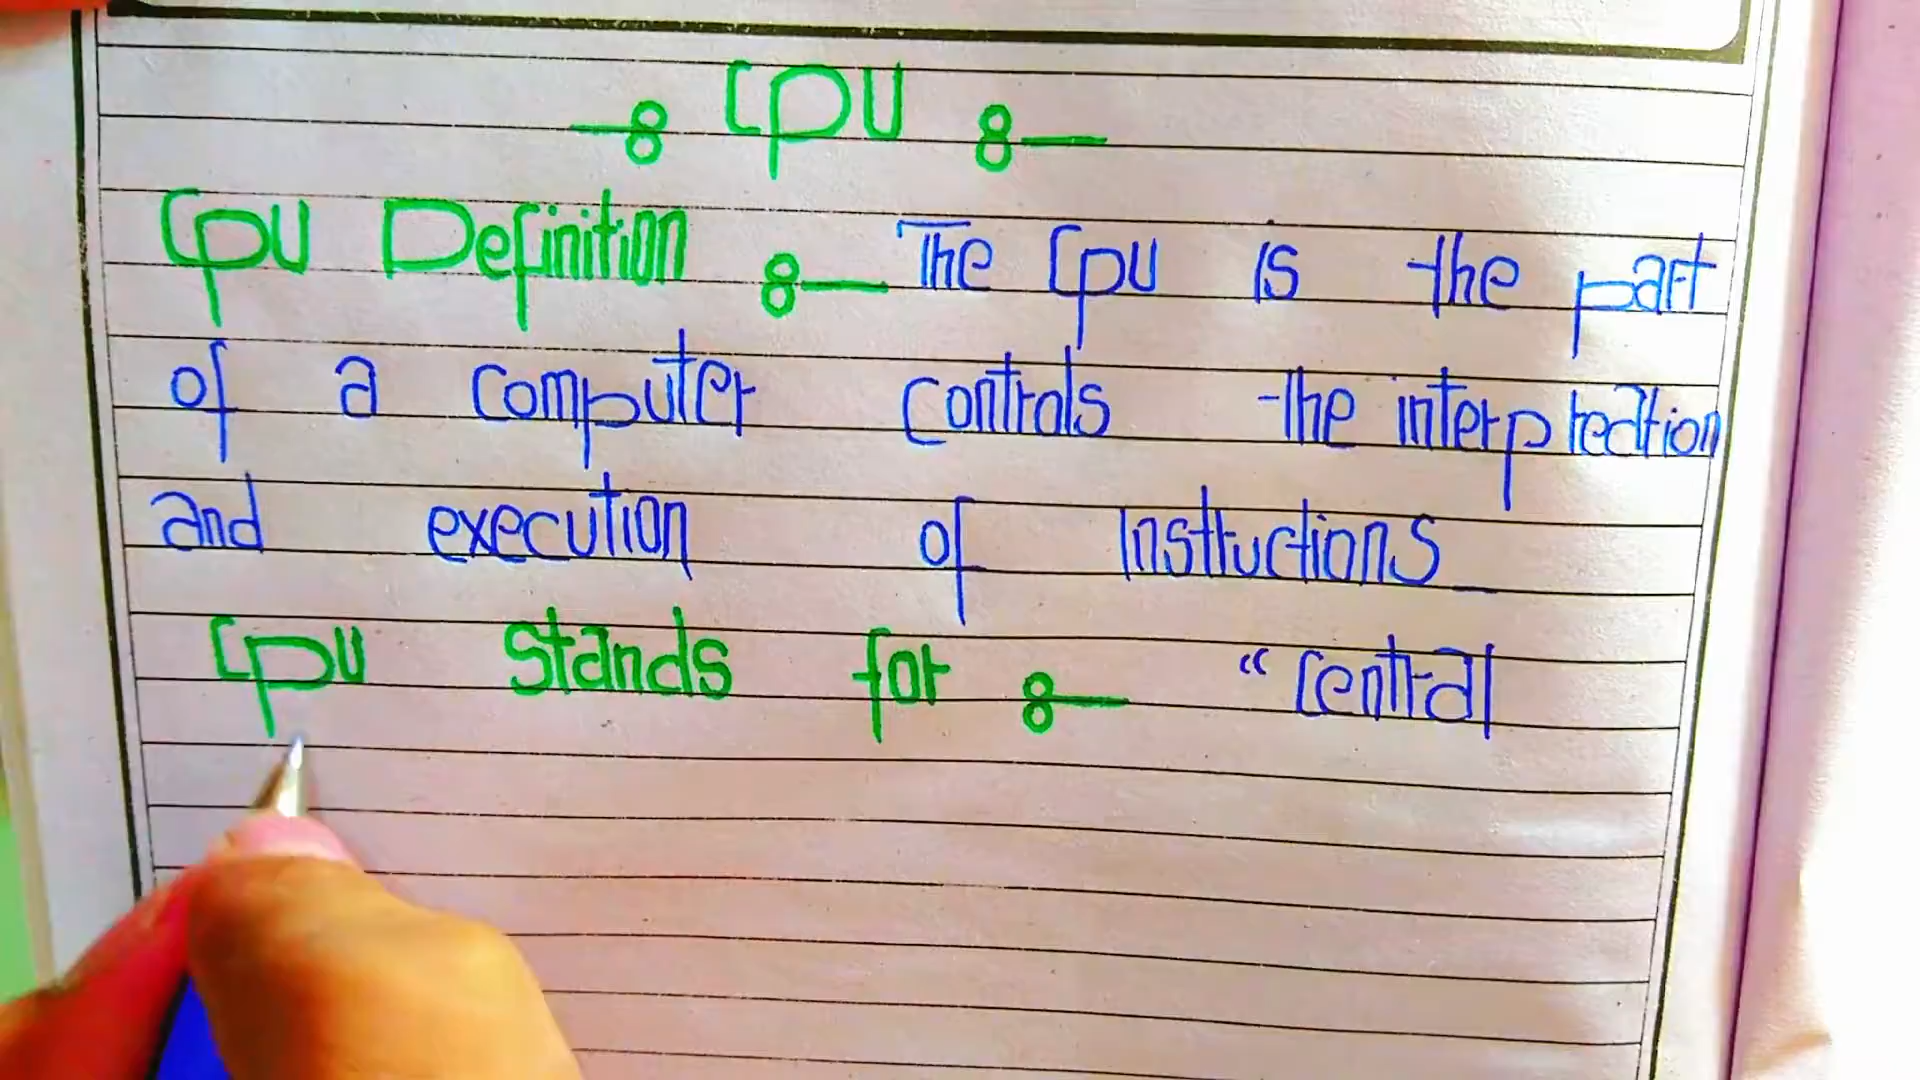 CPU
CPU Definition :— The CPU is the part
of a computer controls the interpreteation
and execution of Instructions
CPU Stands for :— “Central